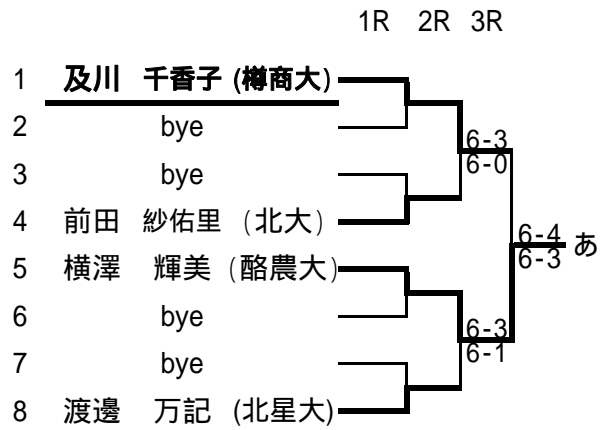 1R 2R 3R
1 及川 千香子 (樽商大)
2 bye
6-3
3 bye
6-0
4 前田 紗佑里 (北大)
6-4 あ
5 横澤 輝美 (酪農大)
6-3
6 bye
6-3
7 bye
6-1
8 渡邊 万記 (北星大)